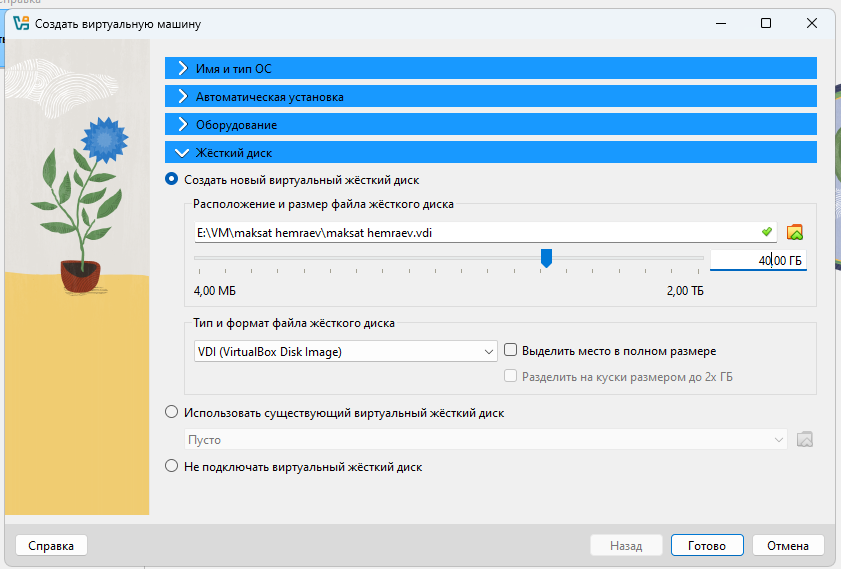 Справка
Создать виртуальную машину
Имя и тип ОС
Автоматическая установка
Оборудование
Жёсткий диск
Создать новый виртуальный жёсткий диск
Расположение и размер файла жёсткого диска
E:\VM\maksat hemraev\maksat hemraev.vdi
40,00 ГБ
4,00 МБ 2,00 ТБ
Тип и формат файла жёсткого диска
VDI (VirtualBox Disk Image) Выделить место в полном размере
Разделить на куски размером до 2х ГБ
Использовать существующий виртуальный жёсткий диск
Пусто
Не подключать виртуальный жёсткий диск
Справка Назад Готово Отмена